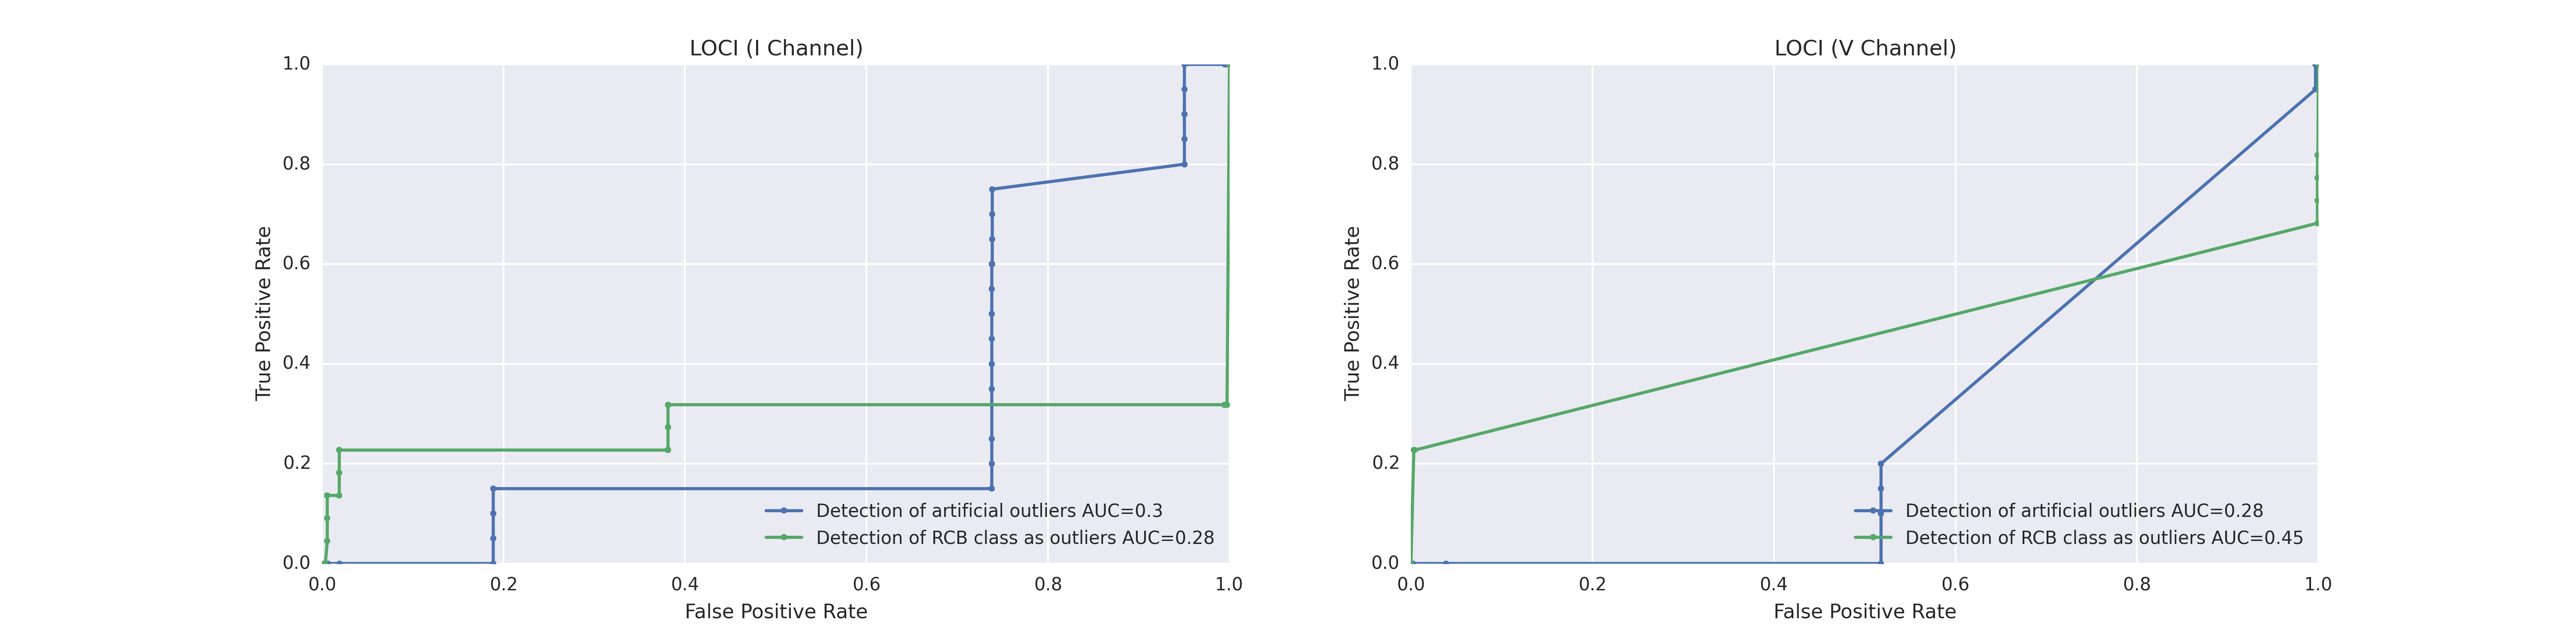 LOCI (I Channel)
True Positive Rate
1.0
0.8
0.6
0.4
0.2
0.0
Detection of artificial outliers AUC=0.3
Detection of RCB class as outliers AUC=0.28
0.0 0.2 0.4 0.6 0.8 1.0
False Positive Rate
LOCI (V Channel)
True Positive Rate
1.0
0.8
0.6
0.4
0.2
0.0
Detection of artificial outliers AUC=0.28
Detection of RCB class as outliers AUC=0.45
0.0 0.2 0.4 0.6 0.8 1.0
False Positive Rate